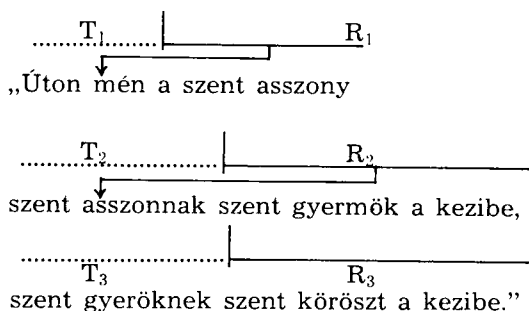 T₁ R₁
„Úton mén a szent asszony
T₂ R₂
szent asszonnak szent gyermök a kezibe,
T₃ R₃
szent gyeröknek szent köröszt a kezibe.”